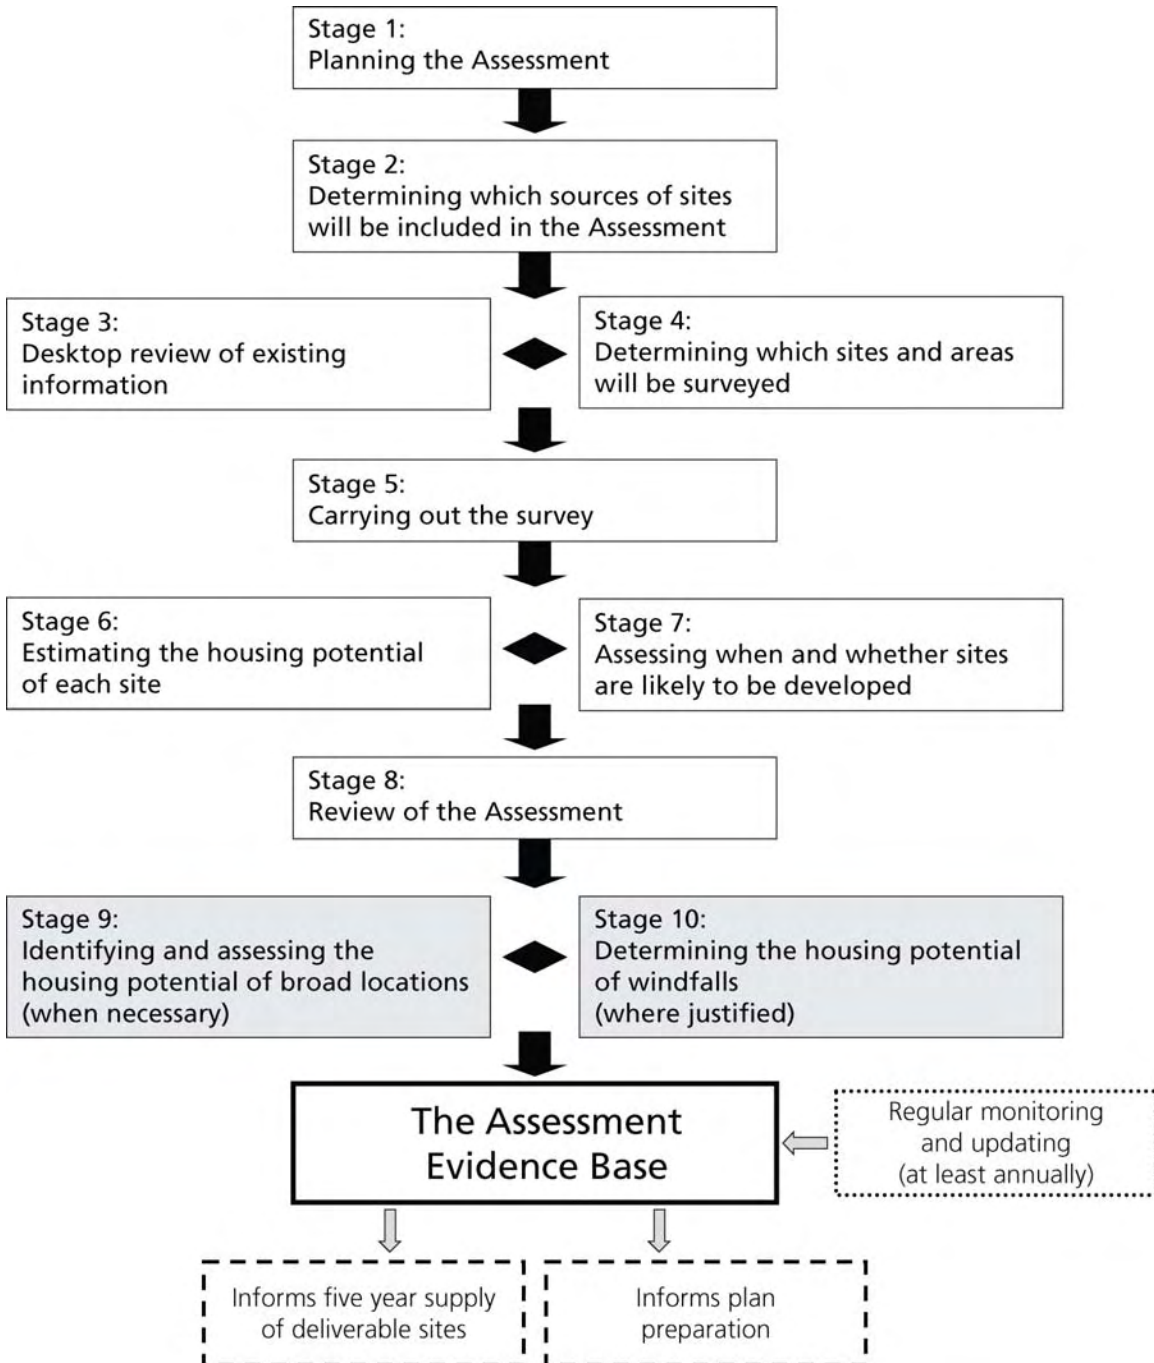 Stage 1:
Planning the Assessment
Stage 2:
Determining which sources of sites
will be included in the Assessment
Stage 3:
Desktop review of existing
information
Stage 4:
Determining which sites and areas
will be surveyed
Stage 5:
Carrying out the survey
Stage 6:
Estimating the housing potential
of each site
Stage 7:
Assessing when and whether sites
are likely to be developed
Stage 8:
Review of the Assessment
Stage 9:
Identifying and assessing the
housing potential of broad locations
(when necessary)
Stage 10:
Determining the housing potential
of windfalls
(where justified)
The Assessment
Evidence Base
Regular monitoring
and updating
(at least annually)
Informs five year supply
of deliverable sites
Informs plan
preparation